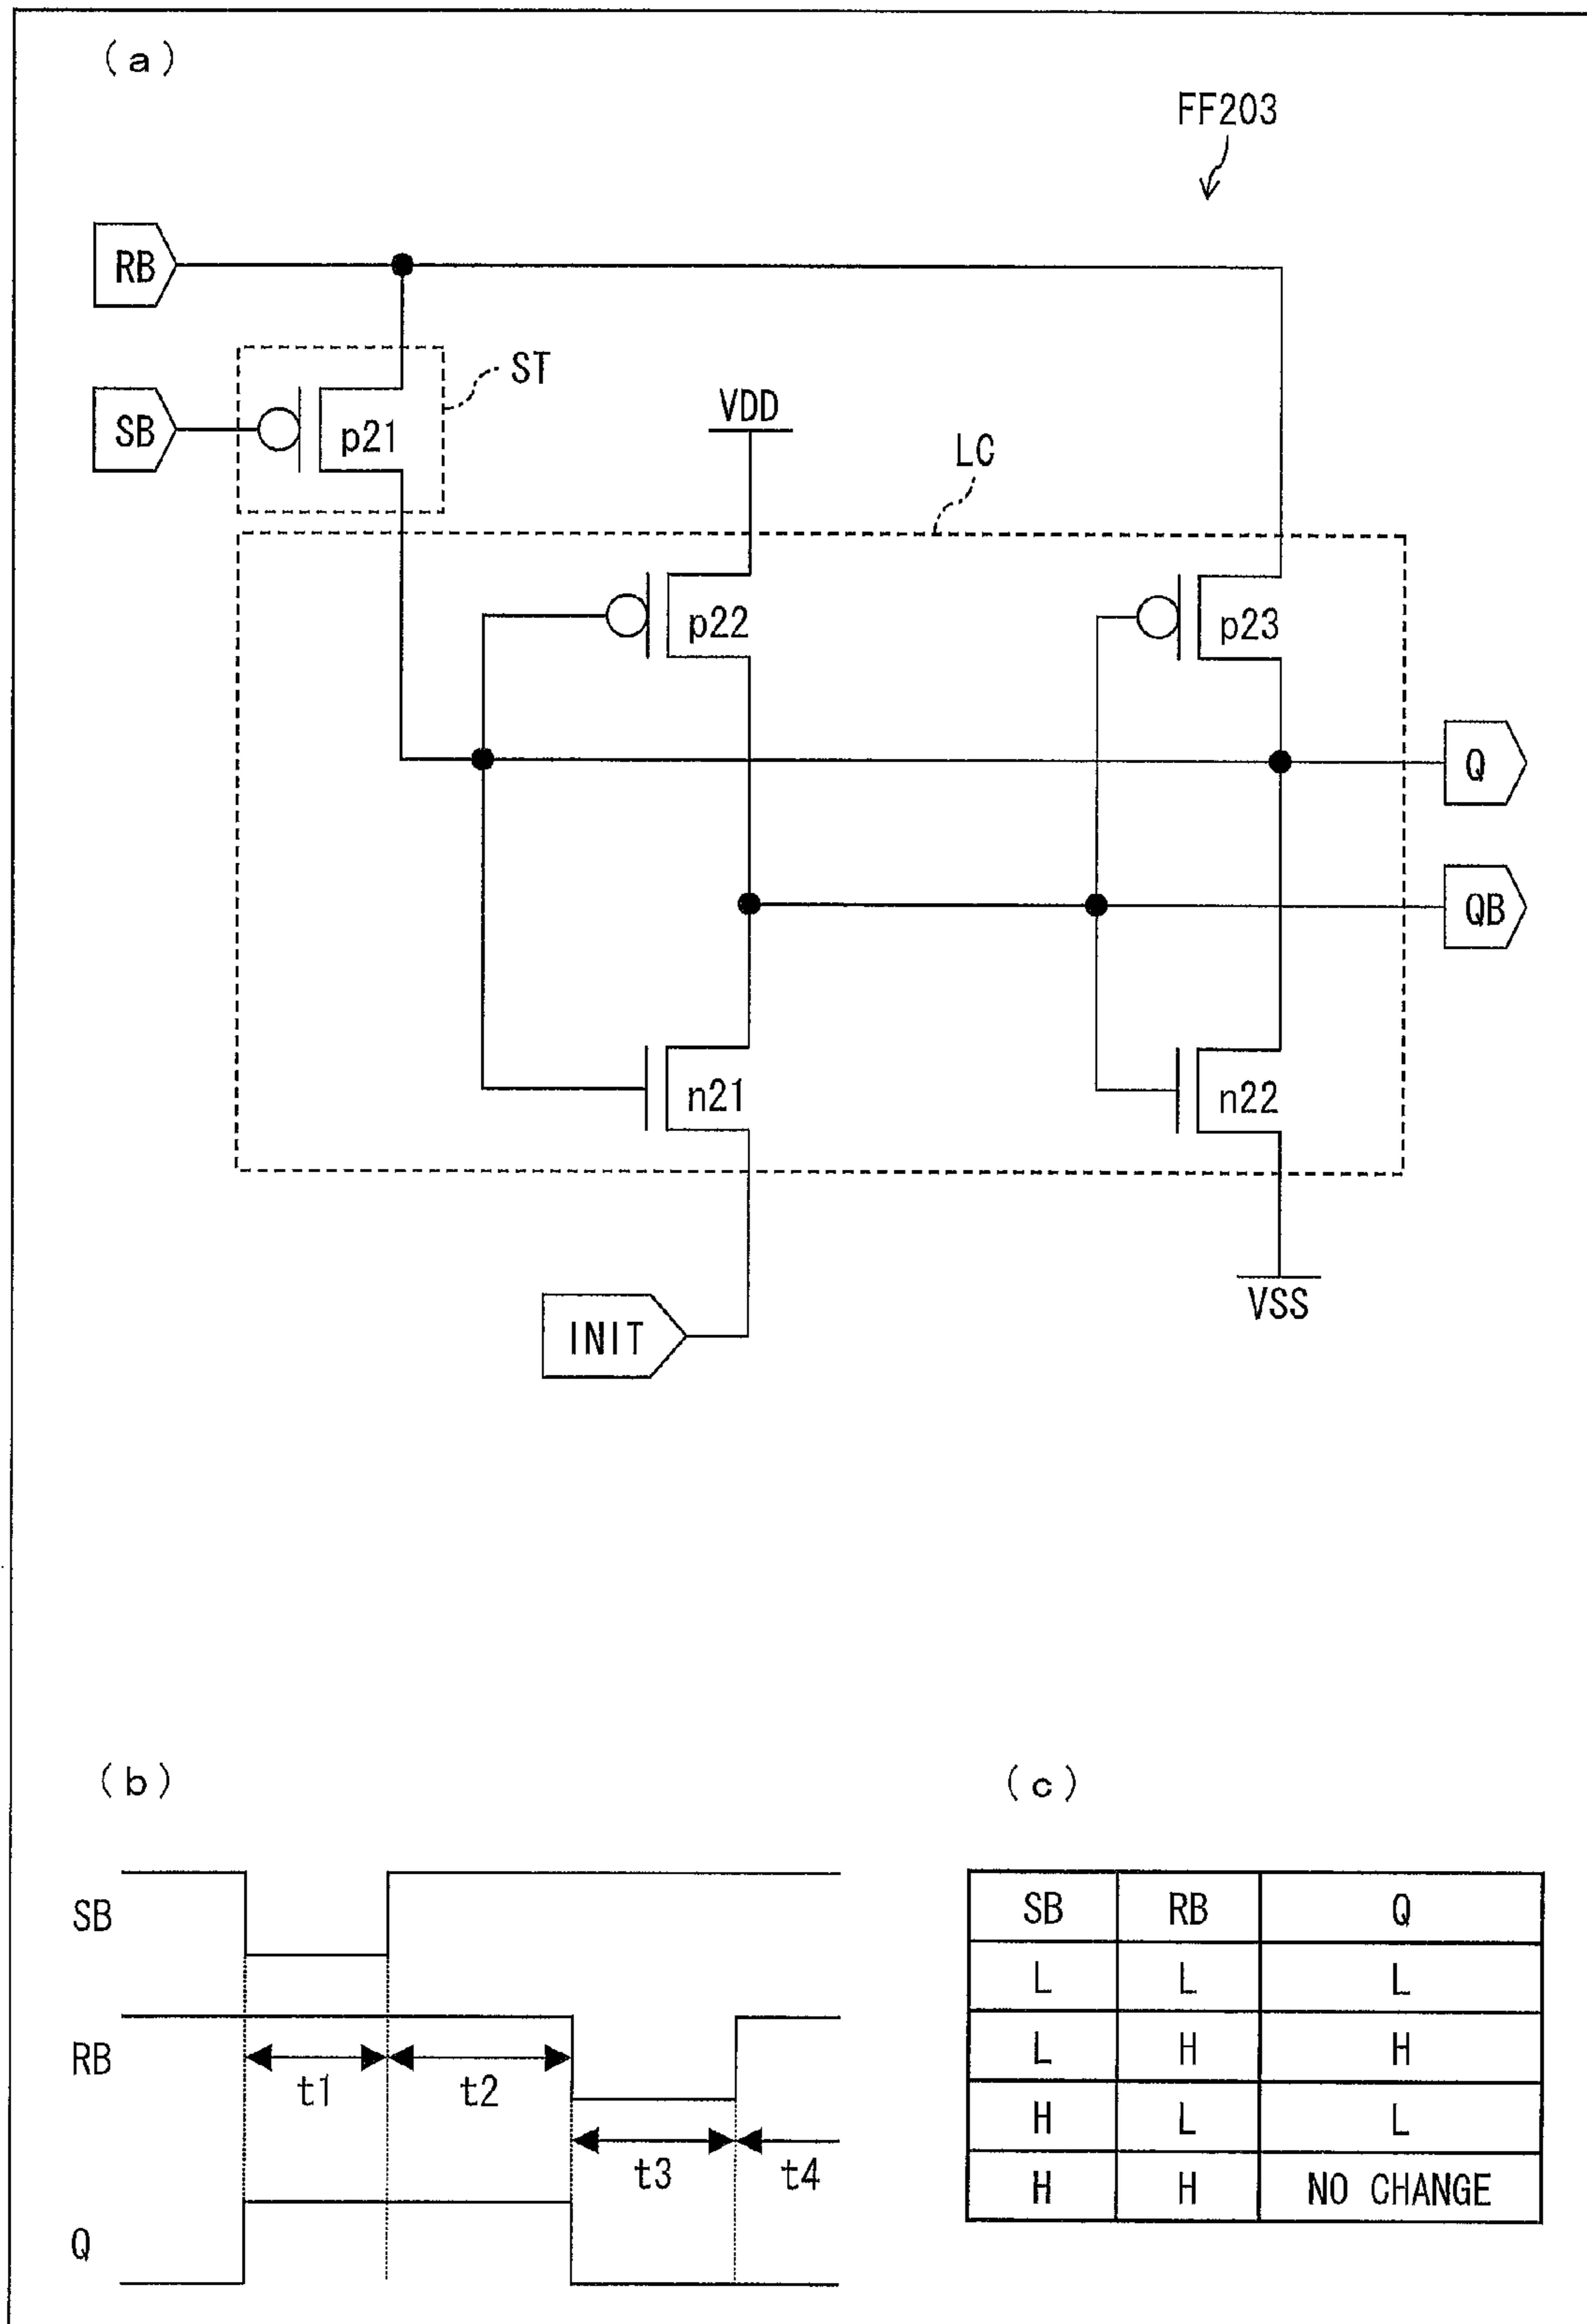 (a)
FF203
RB
ST
SB
p21
VDD
LC
p22
p23
Q
QB
n21
n22
INIT
VSS
(b)
SB
RB
t1
t2
t3
t4
Q
(c)
SB RB Q
L L L
L H H
H L L
H H NO CHANGE